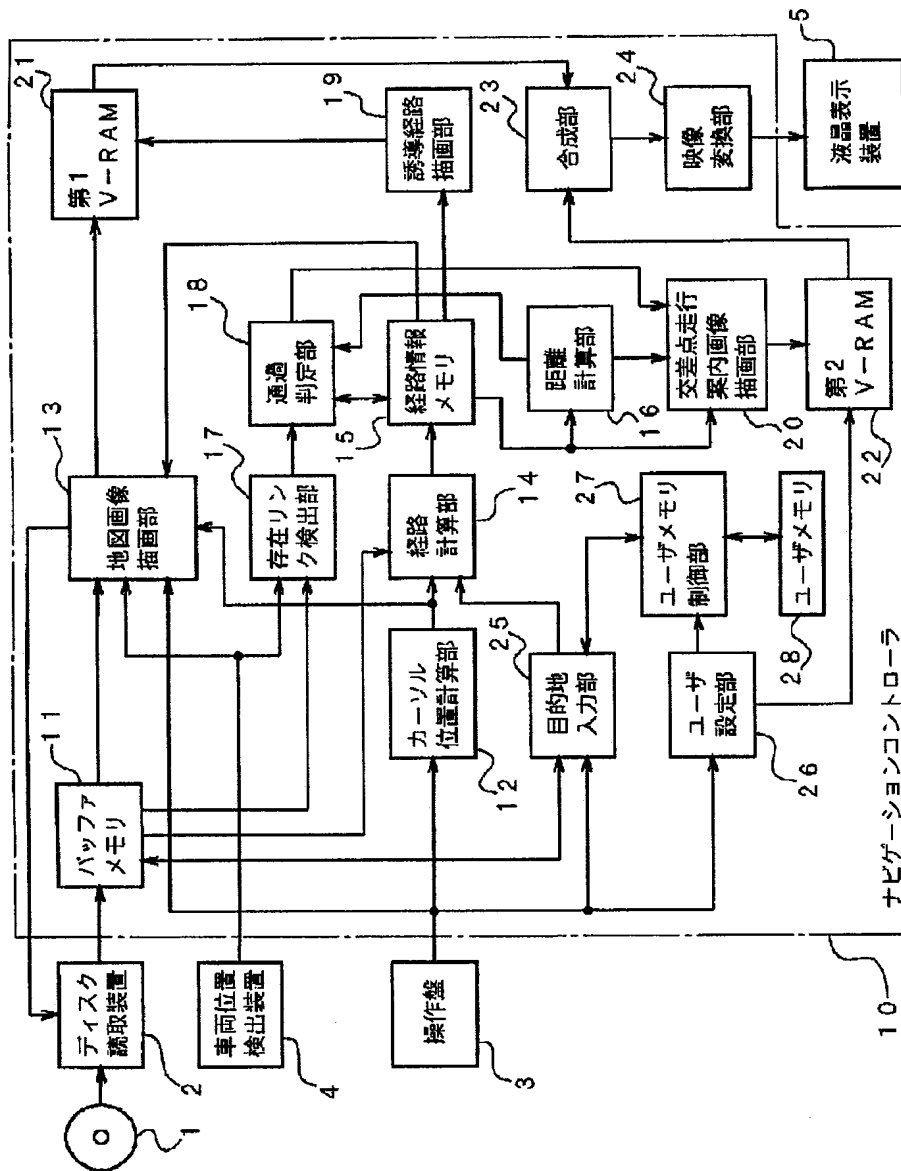 1
ディスク
読取装置
2
車両位置
検出装置
4
操作盤
3
10
ナビゲーションコントローラ
バッファ
メモリ
11
カーソル
位置計算部
12
地図画像
描画部
13
存在リン
ク検出部
17
経路
計算部
14
目的地
入力部
25
ユーザ
設定部
26
通過
判定部
18
経路情報
メモリ
15
距離
計算部
16
ユーザメモリ
制御部
27
ユーザメモリ
28
交差点走行
案内画像
描画部
20
第1
V-RAM
21
誘導経路
描画部
19
合成部
23
映像
変換部
24
第2
V-RAM
22
液晶表示
装置
5